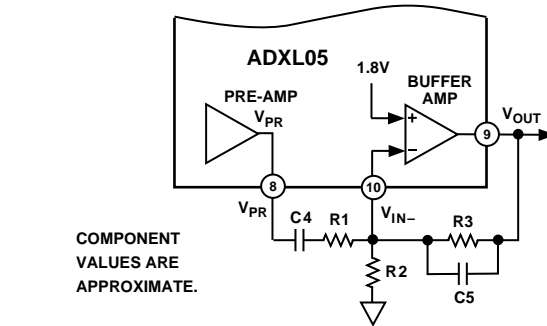 ADXL05
1.8V
BUFFER
AMP
PRE-AMP
VPR
+
−
VOUT
9
8
10
VPR
C4
R1
VIN−
R3
R2
C5
COMPONENT
VALUES ARE
APPROXIMATE.